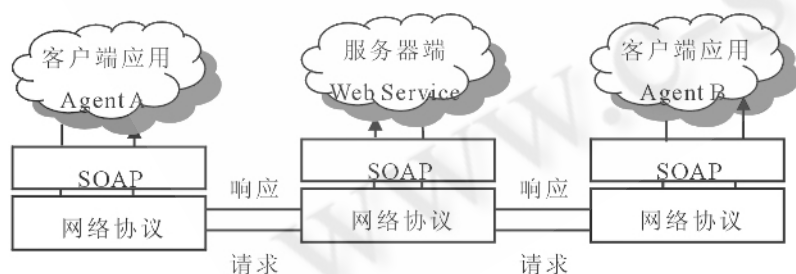 客户端应用
Agent A
服务器端
Web Service
客户端应用
Agent B
SOAP
SOAP
SOAP
响应
响应
网络协议
网络协议
网络协议
请求
请求